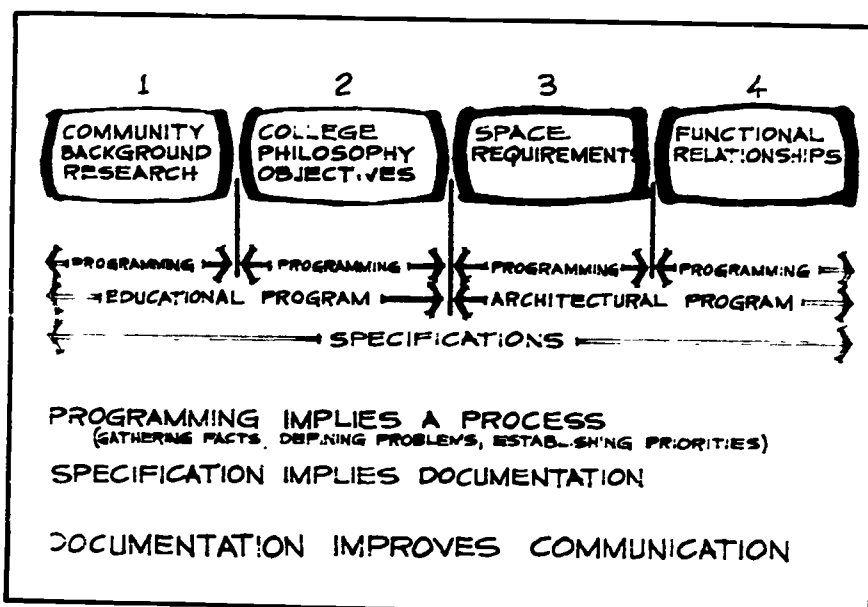 1 2 3 4
COMMUNITY BACKGROUND RESEARCH
COLLEGE PHILOSOPHY OBJECTIVES
SPACE REQUIREMENTS
FUNCTIONAL RELATIONSHIPS
PROGRAMMING PROGRAMMING PROGRAMMING PROGRAMMING
EDUCATIONAL PROGRAM ARCHITECTURAL PROGRAM
SPECIFICATIONS
PROGRAMMING IMPLIES A PROCESS
(GATHERING FACTS, DEFINING PROBLEMS, ESTABLISHING PRIORITIES)
SPECIFICATION IMPLIES DOCUMENTATION
DOCUMENTATION IMPROVES COMMUNICATION